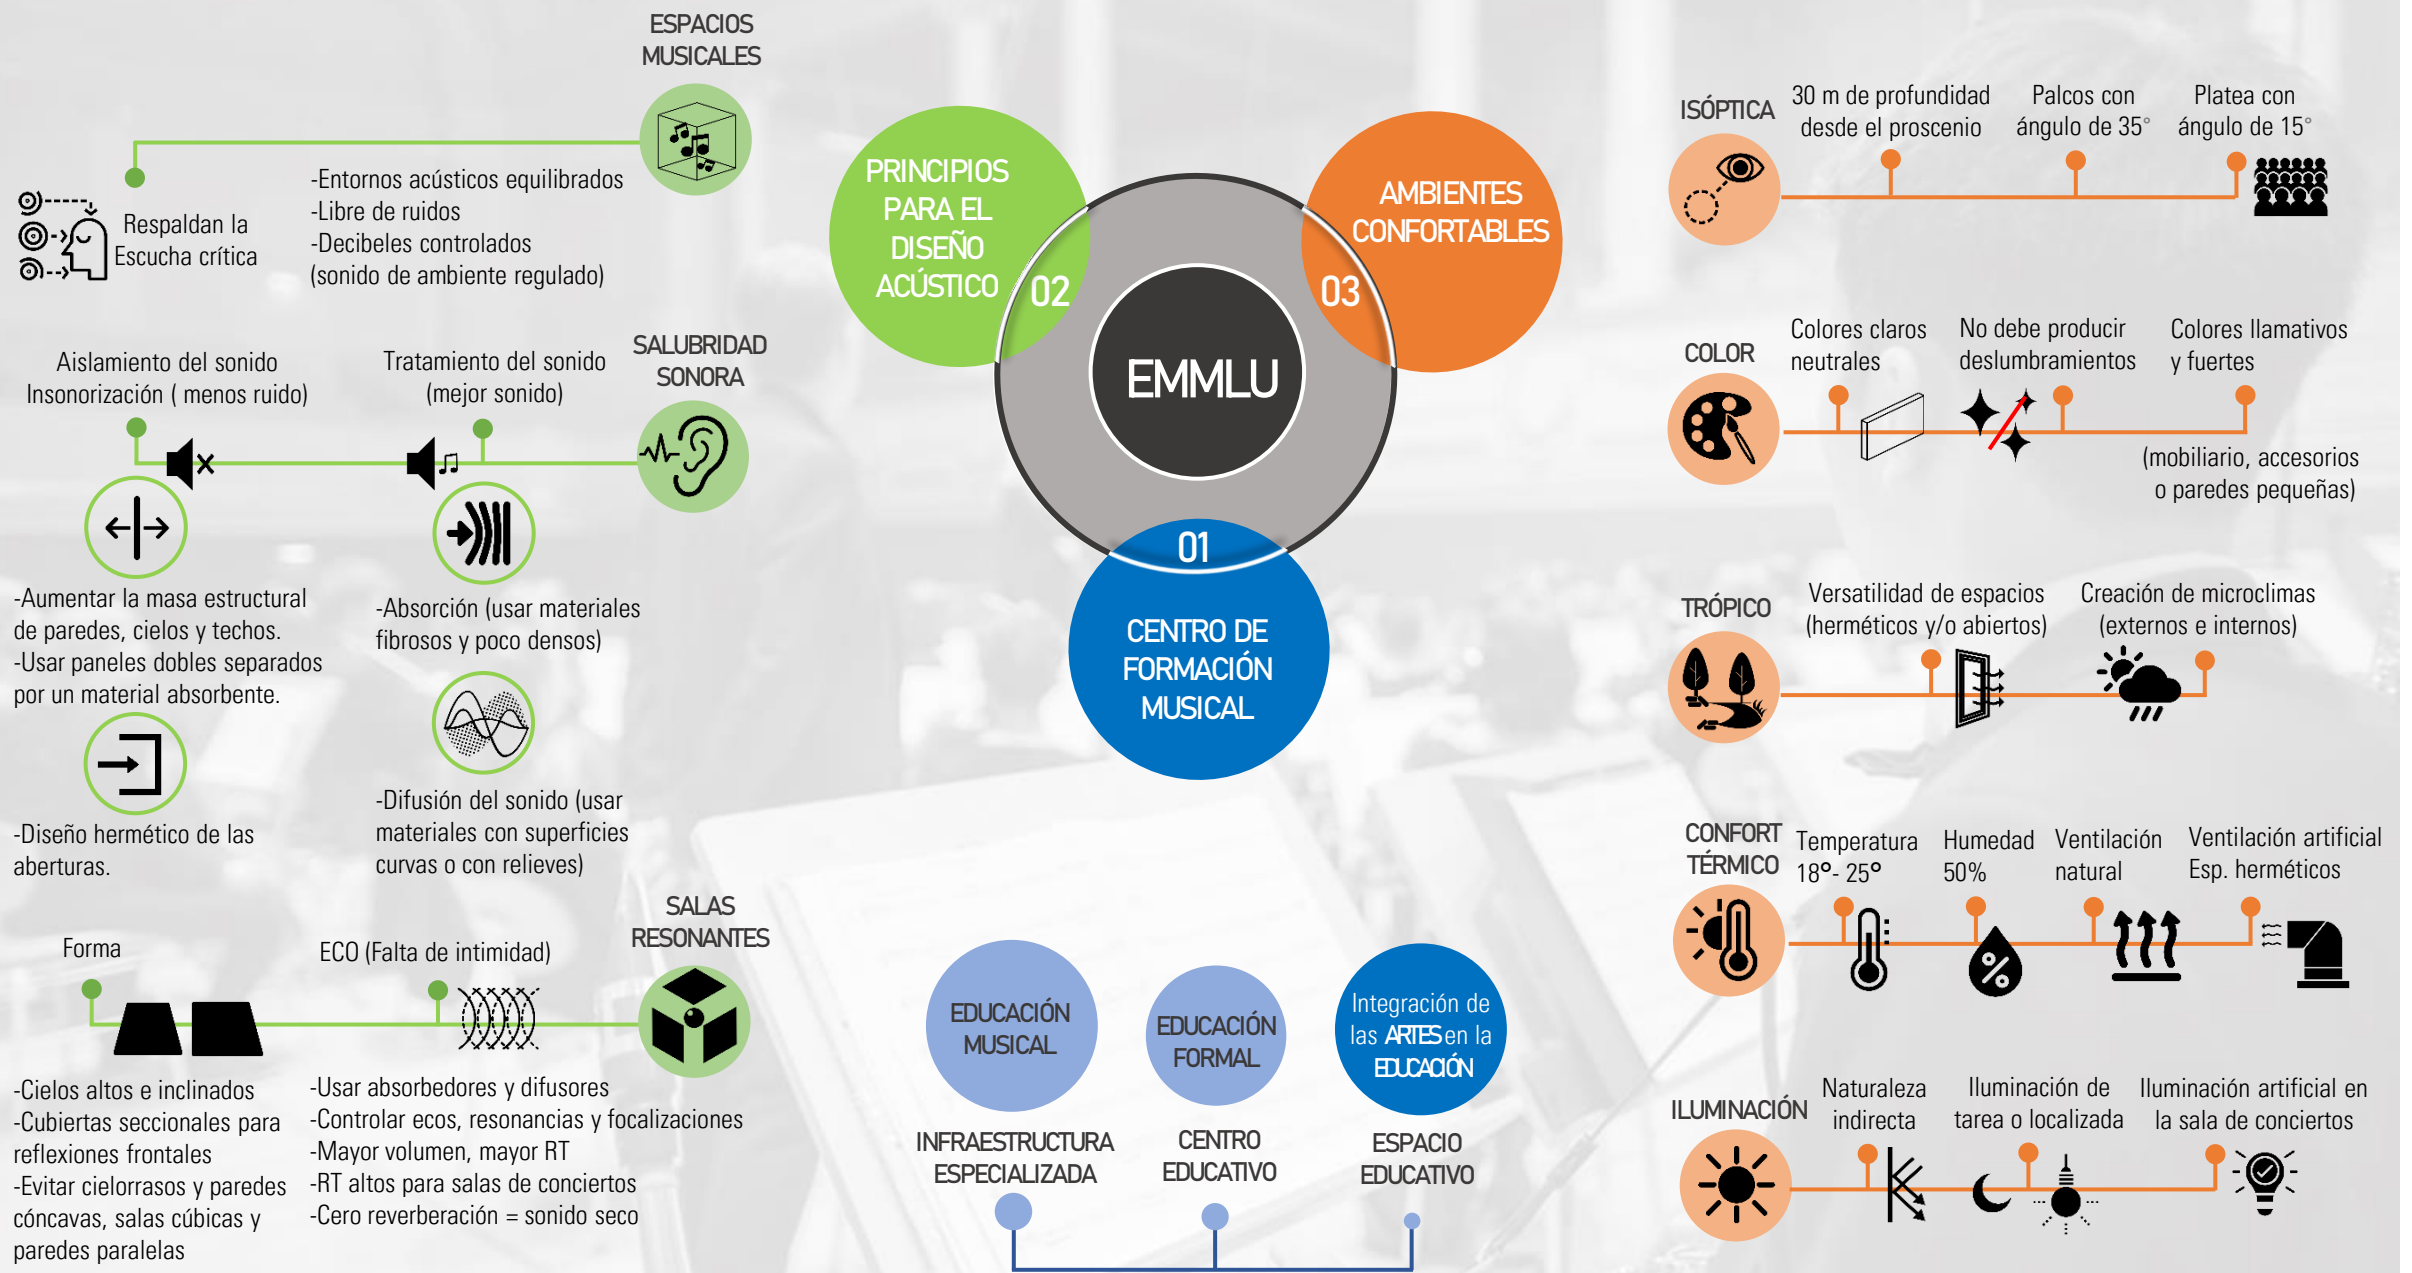 ESPACIOS
MUSICALES
Respaldan la
Escucha crítica
-Entornos acústicos equilibrados
-Libre de ruidos
-Decibeles controlados
(sonido de ambiente regulado)
SALUBRIDAD
SONORA
Aislamiento del sonido
Insonorización ( menos ruido)
Tratamiento del sonido
(mejor sonido)
-Aumentar la masa estructural
de paredes, cielos y techos.
-Usar paneles dobles separados
por un material absorbente.
-Diseño hermético de las
aberturas.
-Absorción (usar materiales
fibrosos y poco densos)
-Difusión del sonido (usar
materiales con superficies
curvas o con relieves)
SALAS
RESONANTES
Forma
ECO (Falta de intimidad)
-Cielos altos e inclinados
-Cubiertas seccionales para
reflexiones frontales
-Evitar cielorrasos y paredes
cóncavas, salas cúbicas y
paredes paralelas
-Usar absorbedores y difusores
-Controlar ecos, resonancias y focalizaciones
-Mayor volumen, mayor RT
-RT altos para salas de conciertos
-Cero reverberación = sonido seco
PRINCIPIOS
PARA EL
DISEÑO
ACÚSTICO
02
AMBIENTES
CONFORTABLES
03
EMMLU
01
CENTRO DE
FORMACIÓN
MUSICAL
EDUCACIÓN
MUSICAL
EDUCACIÓN
FORMAL
Integración de
las ARTES en la
EDUCACIÓN
INFRAESTRUCTURA
ESPECIALIZADA
CENTRO
EDUCATIVO
ESPACIO
EDUCATIVO
ISÓPTICA
30 m de profundidad
desde el proscenio
Palcos con
ángulo de 35°
Platea con
ángulo de 15°
COLOR
Colores claros
neutrales
No debe producir
deslumbramientos
Colores llamativos
y fuertes
(mobiliario, accesorios
o paredes pequeñas)
TRÓPICO
Versatilidad de espacios
(herméticos y/o abiertos)
Creación de microclimas
(externos e internos)
CONFORT
TÉRMICO
Temperatura
18°- 25°
Humedad
50%
Ventilación
natural
Ventilación artificial
Esp. herméticos
%
ILUMINACIÓN
Naturaleza
indirecta
Iluminación de
tarea o localizada
Iluminación artificial en
la sala de conciertos